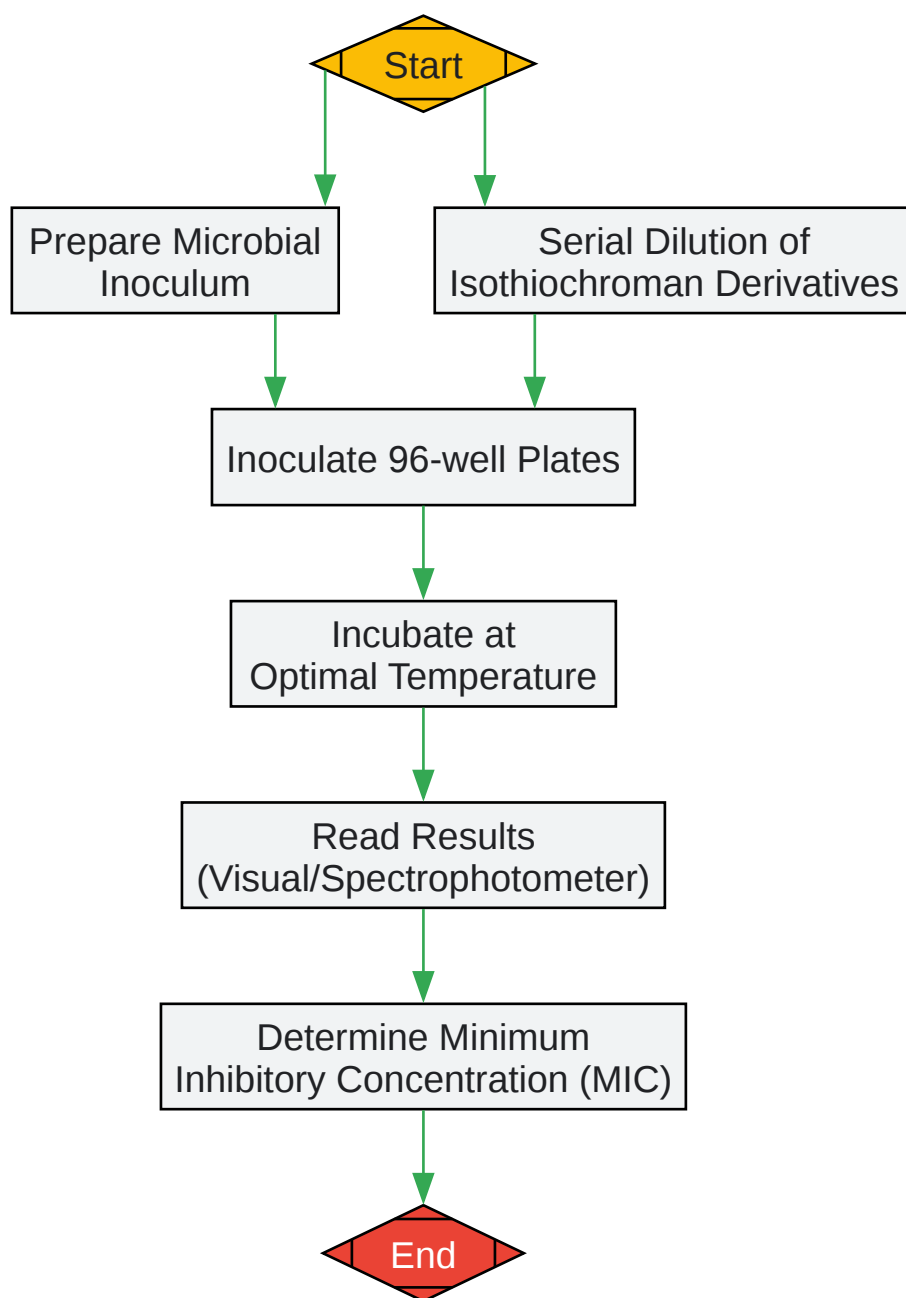 Start
Prepare Microbial
Inoculum
Serial Dilution of
Isothiochroman Derivatives
Inoculate 96-well Plates
Incubate at
Optimal Temperature
Read Results
(Visual/Spectrophotometer)
Determine Minimum
Inhibitory Concentration (MIC)
End